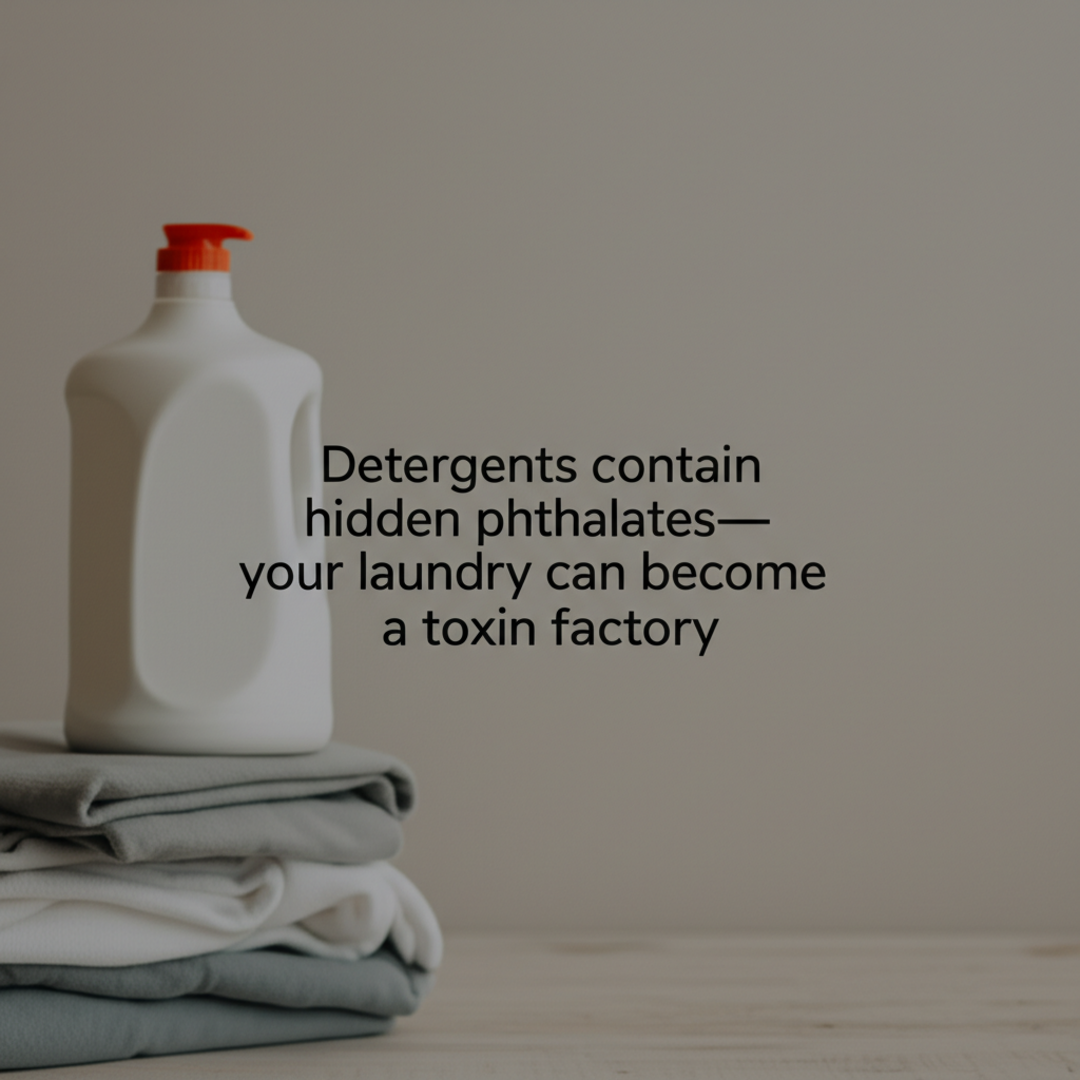 Detergents contain
hidden phthalates—
your laundry can become
a toxin factory